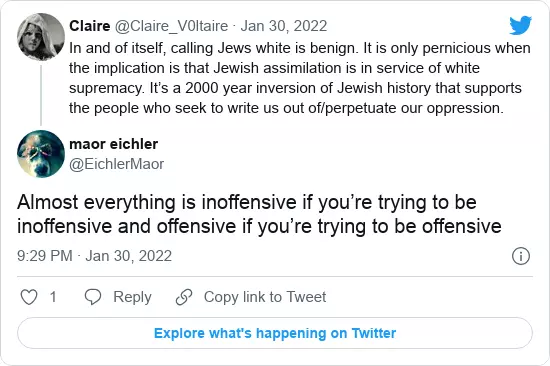 Claire @Claire_V0ltaire · Jan 30, 2022
In and of itself, calling Jews white is benign. It is only pernicious when
the implication is that Jewish assimilation is in service of white
supremacy. It’s a 2000 year inversion of Jewish history that supports
the people who seek to write us out of/perpetuate our oppression.
maor eichler
@EichlerMaor
Almost everything is inoffensive if you’re trying to be
inoffensive and offensive if you’re trying to be offensive
9:29 PM · Jan 30, 2022
1 Reply Copy link to Tweet
Explore what's happening on Twitter